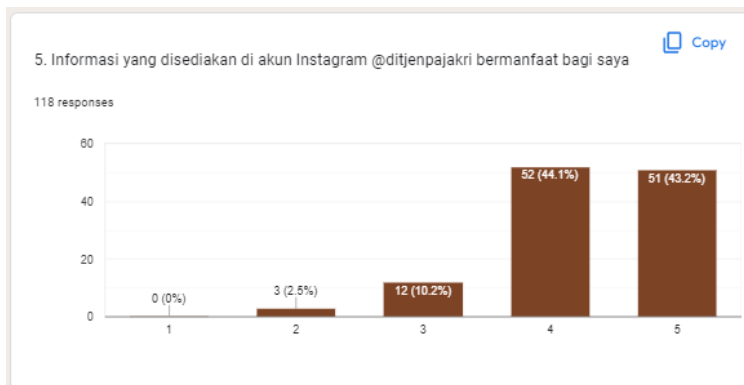 Copy
5. Informasi yang disediakan di akun Instagram @ditjenpajakri bermanfaat bagi saya
118 responses
60
40
20
0
0 (0%)
3 (2.5%)
12 (10.2%)
52 (44.1%)
51 (43.2%)
1 2 3 4 5